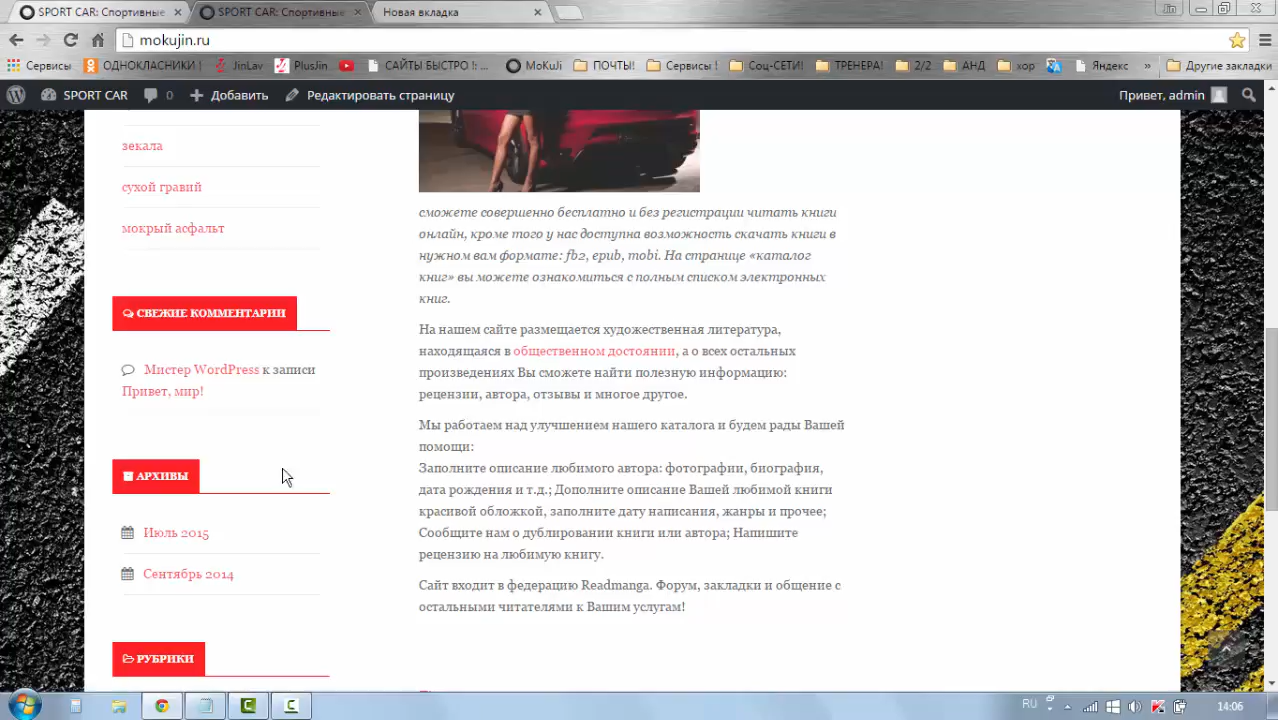 SPORT CAR: Спортивные
SPORT CAR: Спортивные
Новая вкладка
Jin
mokujin.ru
Сервисы
ОДНОКЛАСНИКИ !
JinLav
PlusJin
САЙТЫ БЫСТРО !: ...
MoKuJi
ПОЧТЫ!
Сервисы !
Соц-СЕТИ!
ТРЕНЕРА!
2/2
АНД
хор
Яндекс
»
Другие закладки
SPORT CAR
0
Добавить
Редактировать страницу
Привет, admin
зекала
сухой гравий
мокрый асфальт
СВЕЖИЕ КОММЕНТАРИИ
Мистер WordPress к записи
Привет, мир!
АРХИВЫ
Июль 2015
Сентябрь 2014
РУБРИКИ
сможете совершенно бесплатно и без регистрации читать книги
онлайн, кроме того у нас доступна возможность скачать книги в
нужном вам формате: fb2, epub, tobi. На странице «каталог
книг» вы можете ознакомиться с полным списком электронных
книг.
На нашем сайте размещается художественная литература,
находящаяся в общественном достоянии, а о всех остальных
произведениях Вы сможете найти полезную информацию:
рецензии, автора, отзывы и многое другое.
Мы работаем над улучшением нашего каталога и будем рады Вашей
помощи:
Заполните описание любимого автора: фотографии, биография,
дата рождения и т.д.; Дополните описание Вашей любимой книги
красивой обложкой, заполните дату написания, жанры и прочее;
Сообщите нам о дублировании книги или автора; Напишите
рецензию на любимую книгу.
Сайт входит в федерацию Readmanga. Форум, закладки и общение с
остальными читателями к Вашим услугам!
RU
14:06